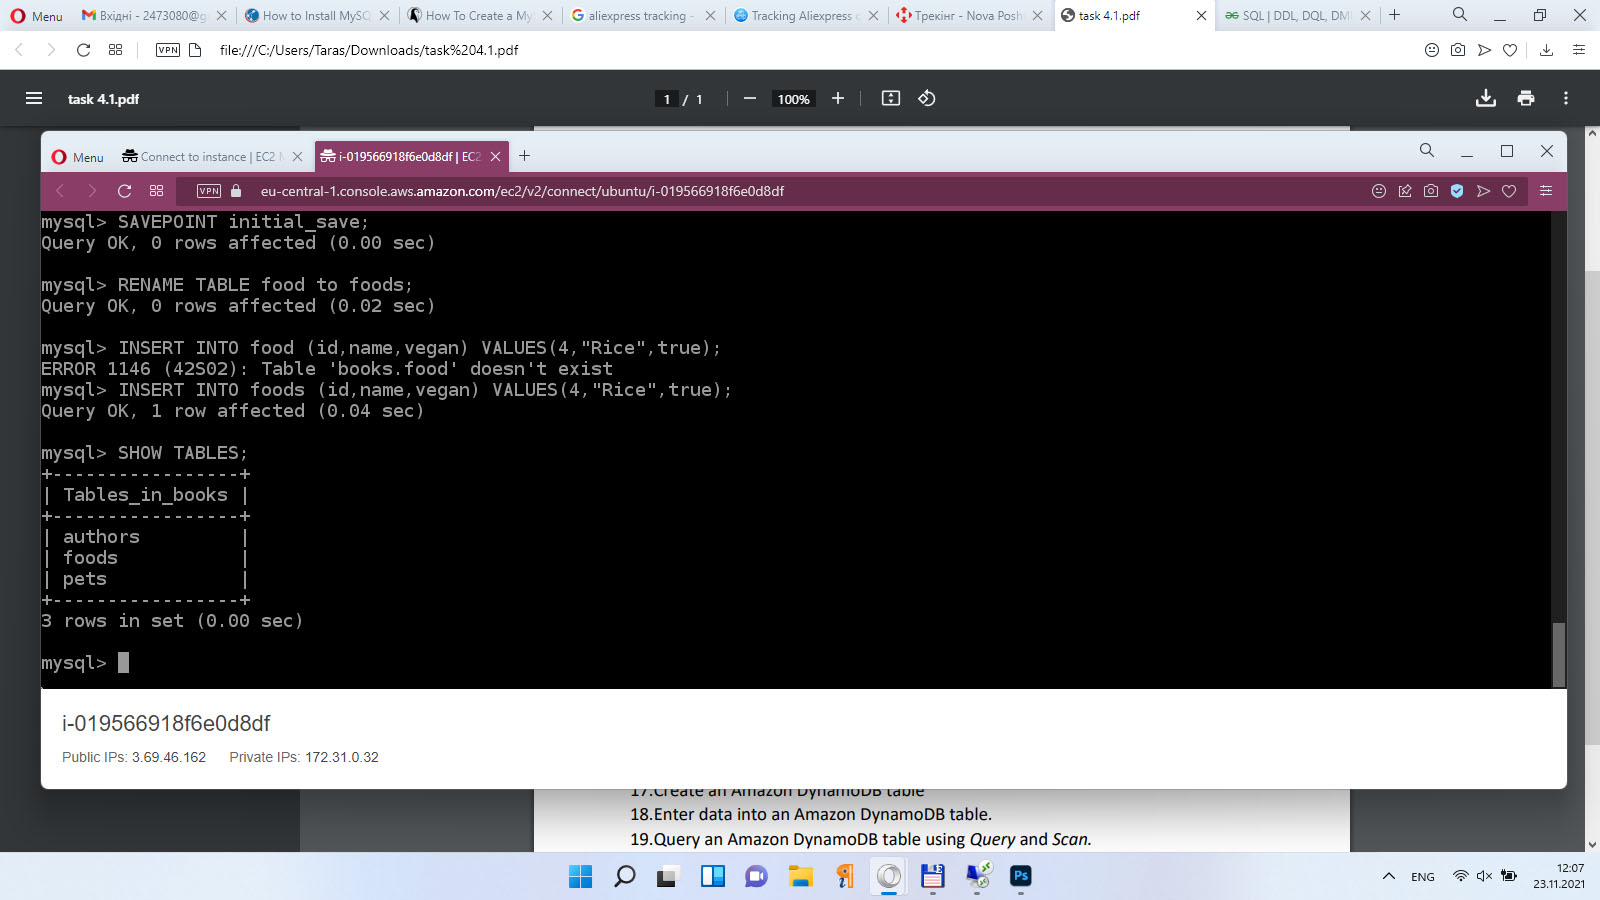 Menu
Вхідні - 2473080@g
How to Install MySQ
How To Create a My
aliexpress tracking -
Tracking Aliexpress
Трекінг - Nova Posh
task 4.1.pdf
SQL | DDL, DQL, DM
VPN
file:///C:/Users/Taras/Downloads/task%204.1.pdf
task 4.1.pdf
1 / 1
100%
Menu
Connect to instance | EC2
i-019566918f6e0d8df | EC2
VPN
eu-central-1.console.aws.amazon.com/ec2/v2/connect/ubuntu/i-019566918f6e0d8df
mysql> SAVEPOINT initial_save;
Query OK, 0 rows affected (0.00 sec)
mysql> RENAME TABLE food to foods;
Query OK, 0 rows affected (0.02 sec)
mysql> INSERT INTO food (id,name,vegan) VALUES(4,"Rice",true);
ERROR 1146 (42S02): Table 'books.food' doesn't exist
mysql> INSERT INTO foods (id,name,vegan) VALUES(4,"Rice",true);
Query OK, 1 row affected (0.04 sec)
mysql> SHOW TABLES;
+-----------------+
| Tables_in_books |
+-----------------+
| authors         |
| foods           |
| pets            |
+-----------------+
3 rows in set (0.00 sec)
mysql>
i-019566918f6e0d8df
Public IPs: 3.69.46.162 Private IPs: 172.31.0.32
17.Create an Amazon DynamoDB table
18.Enter data into an Amazon DynamoDB table.
19.Query an Amazon DynamoDB table using Query and Scan.
Ps
ENG
12:07
23.11.2021